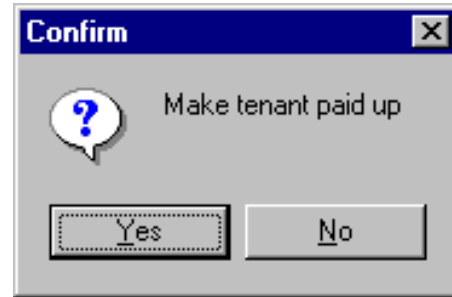 Confirm
Make tenant paid up
Yes
No